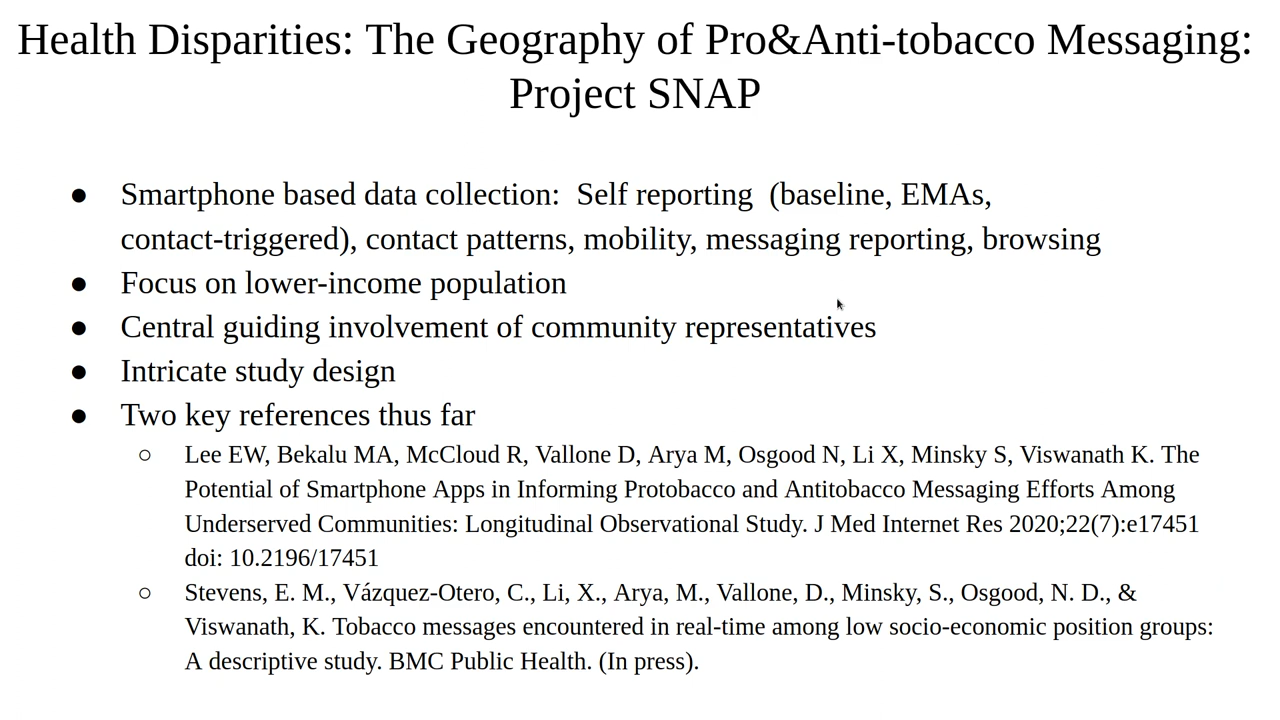 Health Disparities: The Geography of Pro&Anti-tobacco Messaging:
Project SNAP
● Smartphone based data collection:  Self reporting  (baseline, EMAs,
contact-triggered), contact patterns, mobility, messaging reporting, browsing
● Focus on lower-income population
● Central guiding involvement of community representatives
● Intricate study design
● Two key references thus far
○ Lee EW, Bekalu MA, McCloud R, Vallone D, Arya M, Osgood N, Li X, Minsky S, Viswanath K. The
Potential of Smartphone Apps in Informing Protobacco and Antitobacco Messaging Efforts Among
Underserved Communities: Longitudinal Observational Study. J Med Internet Res 2020;22(7):e17451
doi: 10.2196/17451
○ Stevens, E. M., Vázquez-Otero, C., Li, X., Arya, M., Vallone, D., Minsky, S., Osgood, N. D., &
Viswanath, K. Tobacco messages encountered in real-time among low socio-economic position groups:
A descriptive study. BMC Public Health. (In press).